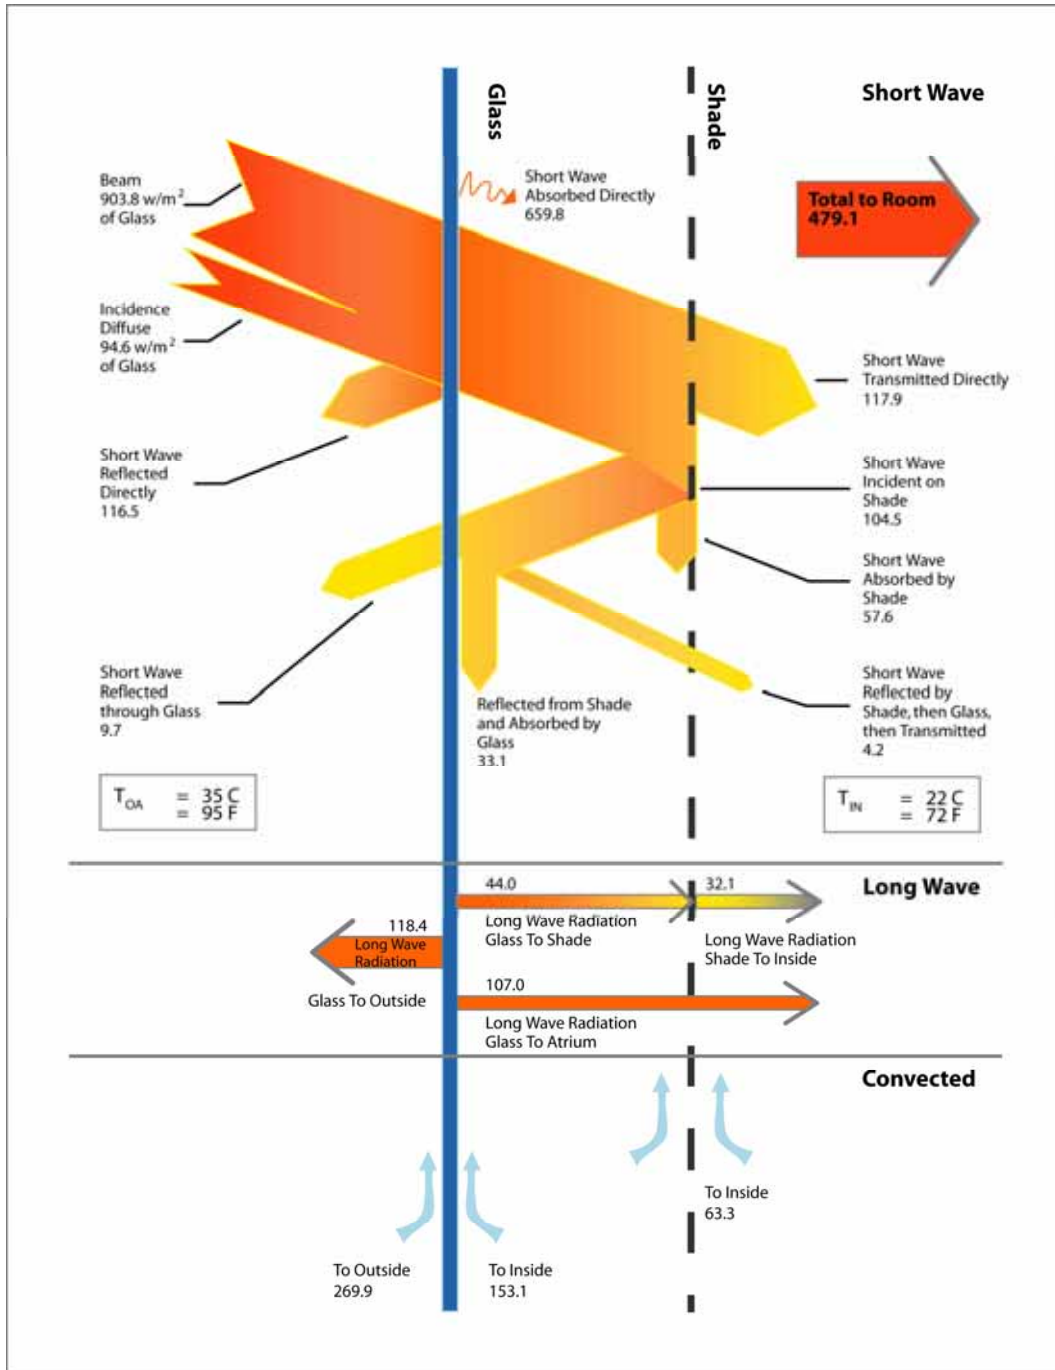 Glass
Shade
Short Wave
Beam
903.8 w/m²
of Glass
Short Wave
Absorbed Directly
659.8
Total to Room
479.1
Incidence
Diffuse
94.6 w/m²
of Glass
Short Wave
Transmitted Directly
117.9
Short Wave
Reflected
Directly
116.5
Short Wave
Incident on
Shade
104.5
Short Wave
Absorbed by
Shade
57.6
Short Wave
Reflected
through Glass
9.7
Reflected from Shade
and Absorbed by
Glass
33.1
Short Wave
Reflected by
Shade, then Glass,
then Transmitted
4.2
T_OA = 35 C
= 95 F
T_IN = 22 C
= 72 F
Long Wave
44.0
32.1
Long Wave Radiation
Glass To Shade
Long Wave Radiation
Shade To Inside
118.4
Long Wave
Radiation
Glass To Outside
107.0
Long Wave Radiation
Glass To Atrium
Convected
To Inside
63.3
To Outside
269.9
To Inside
153.1